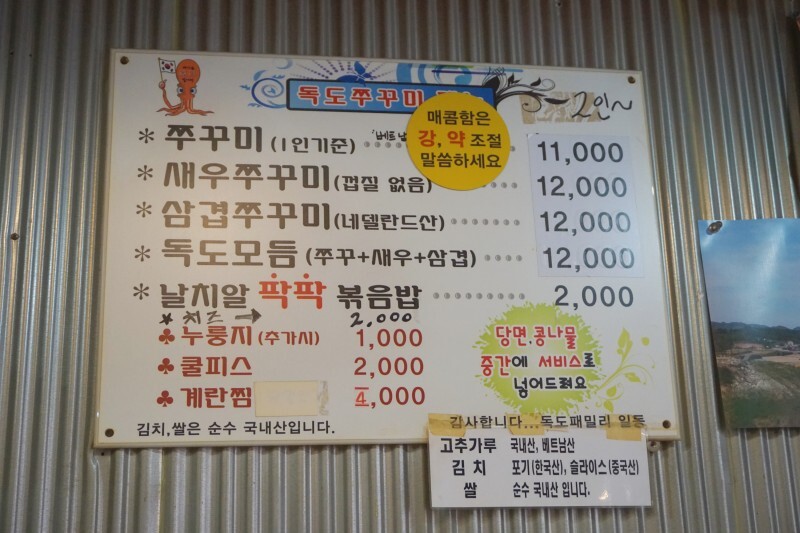 독도쭈꾸미
2인~
매콤함은
강, 약 조절
말씀하세요
* 쭈꾸미 (1인기준) 11,000
* 새우쭈꾸미 (껍질 없음) 12,000
* 삼겹쭈꾸미 (네델란드산) 12,000
* 독도모듬 (쭈꾸+새우+삼겹) 12,000
* 날치알 팍팍 볶음밥 2,000
★ 치즈 → 2,000
♣ 누룽지 (추가시) 1,000
♣ 쿨피스 2,000
♣ 계란찜 4,000
당면,콩나물
중간에 서비스로
넣어드려요
김치,쌀은 순수 국내산입니다.
감사합니다...독도패밀리 일동
고추가루 국내산, 베트남산
김 치 포기(한국산), 슬라이스(중국산)
쌀 순수 국내산 입니다.